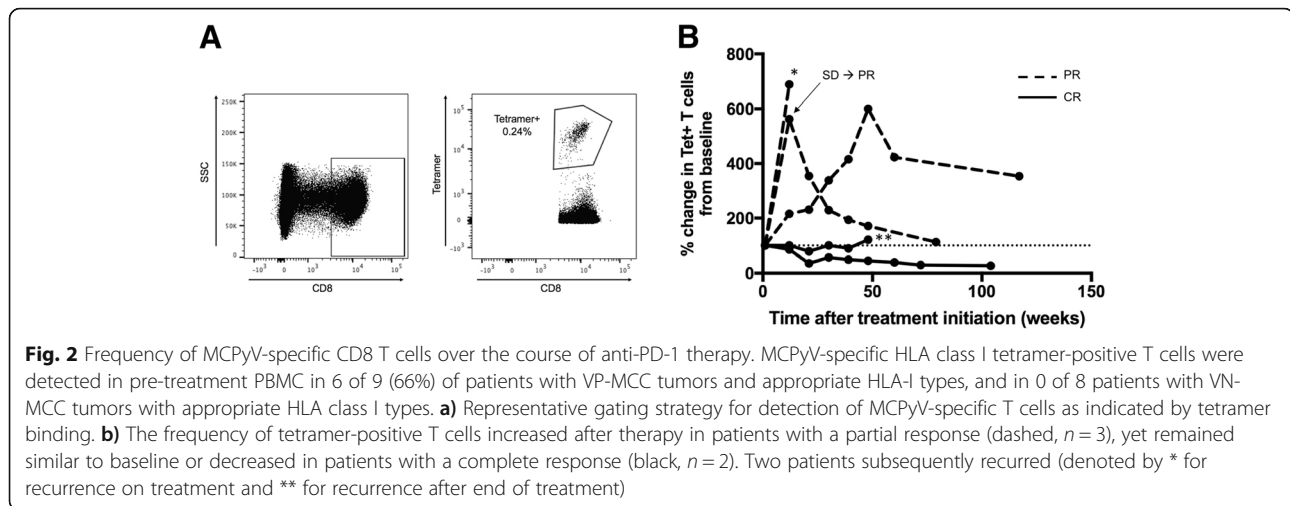 A
B
250K
200K
150K
100K
50K
0
SSC
-10³ 0 10³ 10⁴ 10⁵
CD8
Tetramer+
0.24%
10⁵
10⁴
10³
0
-10³
Tetramer
-10³ 0 10³ 10⁴ 10⁵
CD8
800
600
400
200
0
% change in Tet+ T cells
from baseline
*
SD → PR
**
PR
CR
0 50 100 150
Time after treatment initiation (weeks)
Fig. 2 Frequency of MCPyV-specific CD8 T cells over the course of anti-PD-1 therapy. MCPyV-specific HLA class I tetramer-positive T cells were
detected in pre-treatment PBMC in 6 of 9 (66%) of patients with VP-MCC tumors and appropriate HLA-I types, and in 0 of 8 patients with VN-
MCC tumors with appropriate HLA class I types. a) Representative gating strategy for detection of MCPyV-specific T cells as indicated by tetramer
binding. b) The frequency of tetramer-positive T cells increased after therapy in patients with a partial response (dashed, n = 3), yet remained
similar to baseline or decreased in patients with a complete response (black, n = 2). Two patients subsequently recurred (denoted by * for
recurrence on treatment and ** for recurrence after end of treatment)